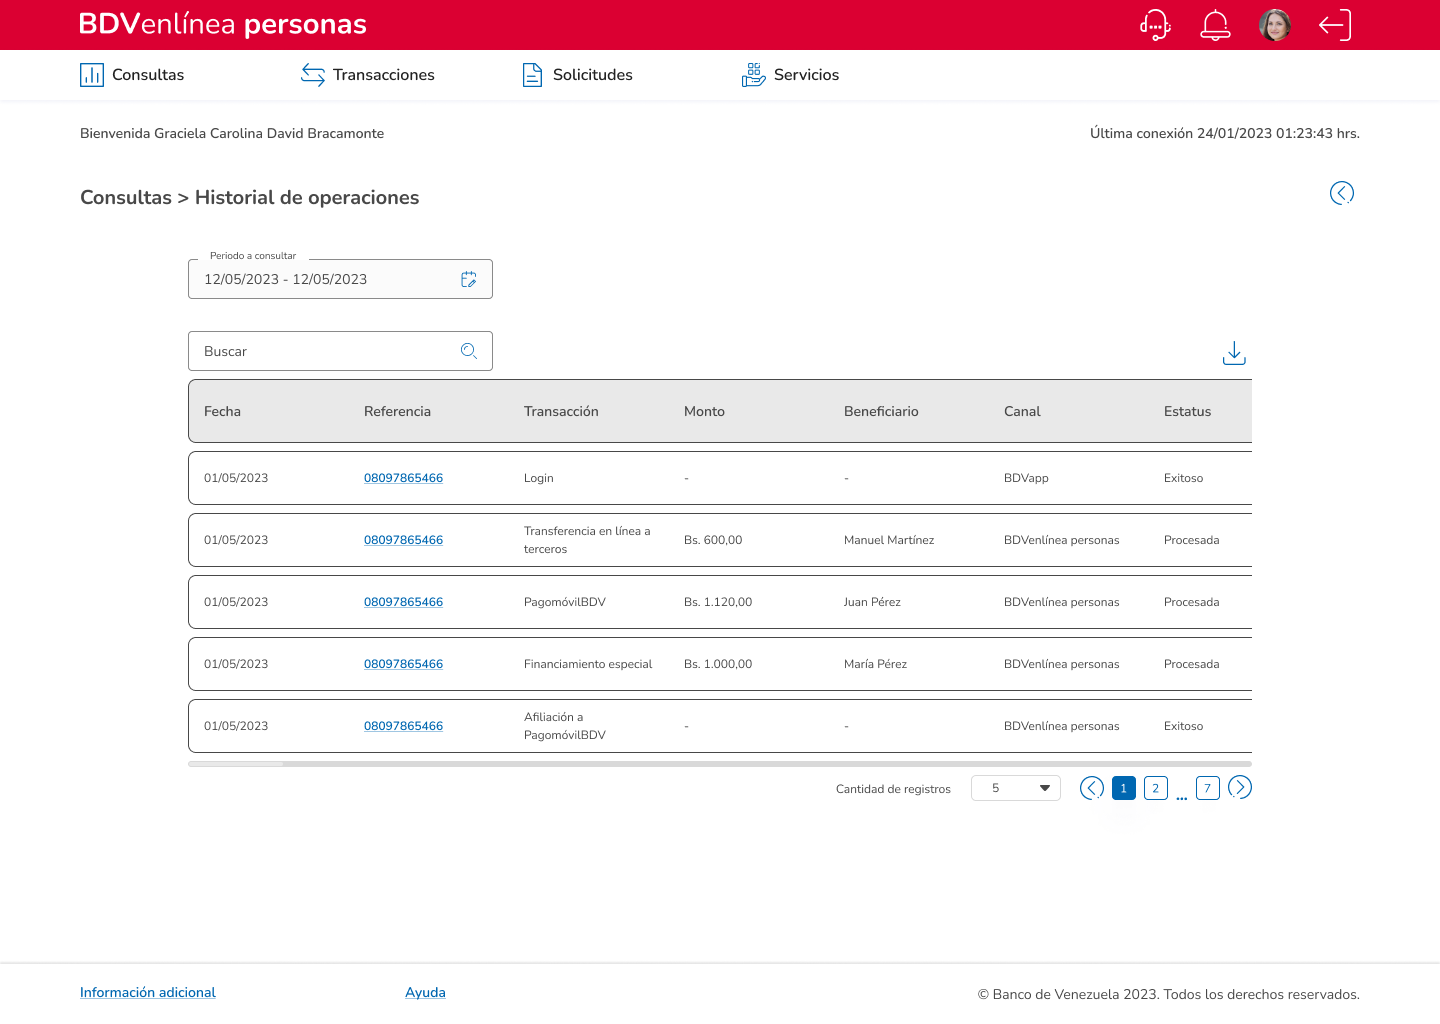 BDVenlínea personas
Consultas
Transacciones
Solicitudes
Servicios
Bienvenida Graciela Carolina David Bracamonte
Última conexión 24/01/2023 01:23:43 hrs.
Consultas > Historial de operaciones
Periodo a consultar
12/05/2023 - 12/05/2023
Buscar
Fecha Referencia Transacción Monto Beneficiario Canal Estatus
01/05/2023 08097865466 Login - - BDVapp Exitoso
01/05/2023 08097865466 Transferencia en línea a
terceros Bs. 600,00 Manuel Martínez BDVenlínea personas Procesada
01/05/2023 08097865466 PagomóvilBDV Bs. 1.120,00 Juan Pérez BDVenlínea personas Procesada
01/05/2023 08097865466 Financiamiento especial Bs. 1.000,00 María Pérez BDVenlínea personas Procesada
01/05/2023 08097865466 Afiliación a
PagomóvilBDV - - BDVenlínea personas Exitoso
Cantidad de registros 5 1 2 ... 7
Información adicional
Ayuda
© Banco de Venezuela 2023. Todos los derechos reservados.